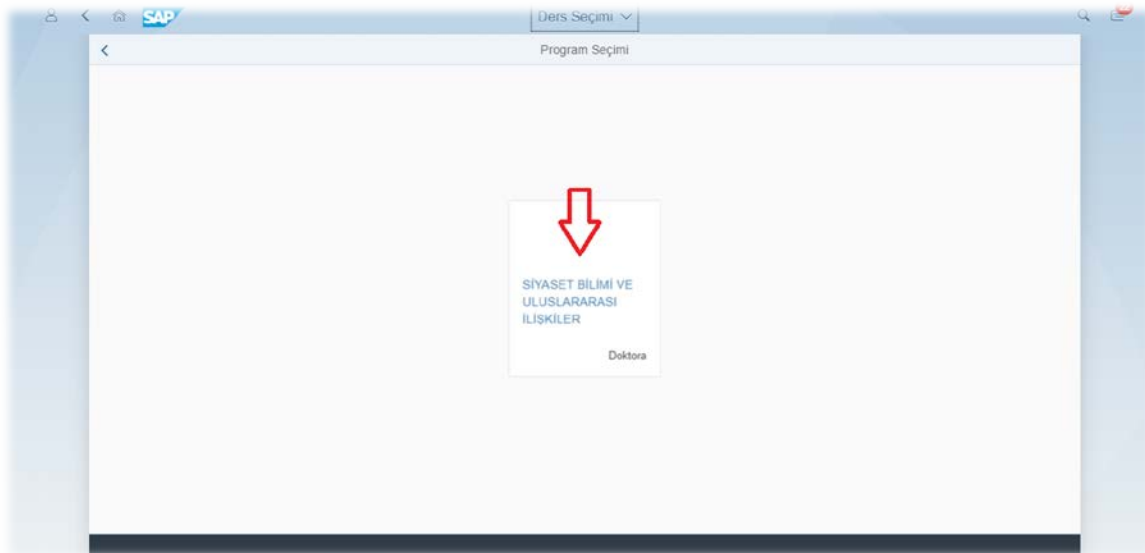 SAP
Ders Seçimi
Program Seçimi
SİYASET BİLİMİ VE
ULUSLARARASI
İLİŞKİLER
Doktora